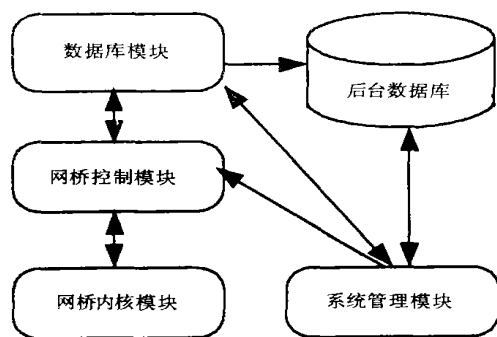 数据库模块
后台数据库
网桥控制模块
网桥内核模块
系统管理模块